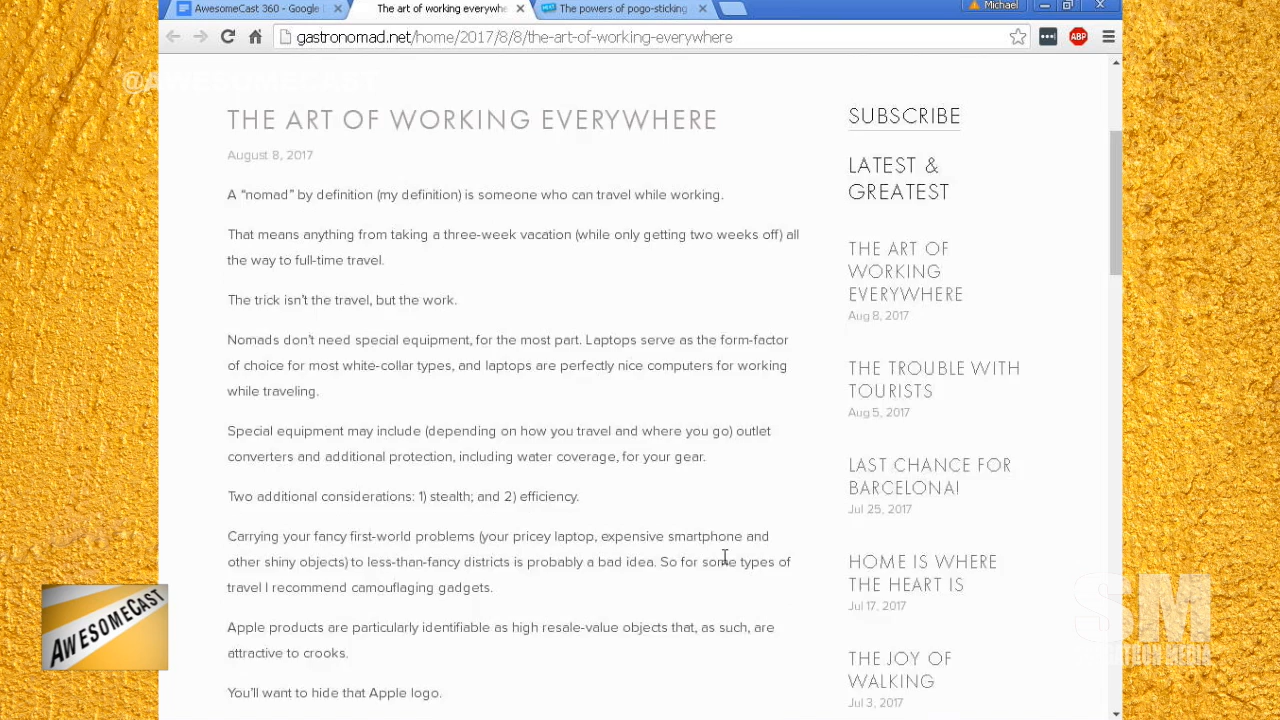 AwesomeCast 360 - Google
The art of working everywhe
The powers of pogo-sticking
Michael
gastronomad.net/home/2017/8/8/the-art-of-working-everywhere
ABP
@AWESOMECAST
THE ART OF WORKING EVERYWHERE
August 8, 2017
A “nomad” by definition (my definition) is someone who can travel while working.
That means anything from taking a three-week vacation (while only getting two weeks off) all
the way to full-time travel.
The trick isn’t the travel, but the work.
Nomads don’t need special equipment, for the most part. Laptops serve as the form-factor
of choice for most white-collar types, and laptops are perfectly nice computers for working
while traveling.
Special equipment may include (depending on how you travel and where you go) outlet
converters and additional protection, including water coverage, for your gear.
Two additional considerations: 1) stealth; and 2) efficiency.
Carrying your fancy first-world problems (your pricey laptop, expensive smartphone and
other shiny objects) to less-than-fancy districts is probably a bad idea. So for some types of
travel I recommend camouflaging gadgets.
Apple products are particularly identifiable as high resale-value objects that, as such, are
attractive to crooks.
You’ll want to hide that Apple logo.
SUBSCRIBE
LATEST &
GREATEST
THE ART OF
WORKING
EVERYWHERE
Aug 8, 2017
THE TROUBLE WITH
TOURISTS
Aug 5, 2017
LAST CHANCE FOR
BARCELONA!
Jul 25, 2017
HOME IS WHERE
THE HEART IS
Jul 17, 2017
THE JOY OF
WALKING
Jul 3, 2017
AWESOMECAST
SM
MEDIA